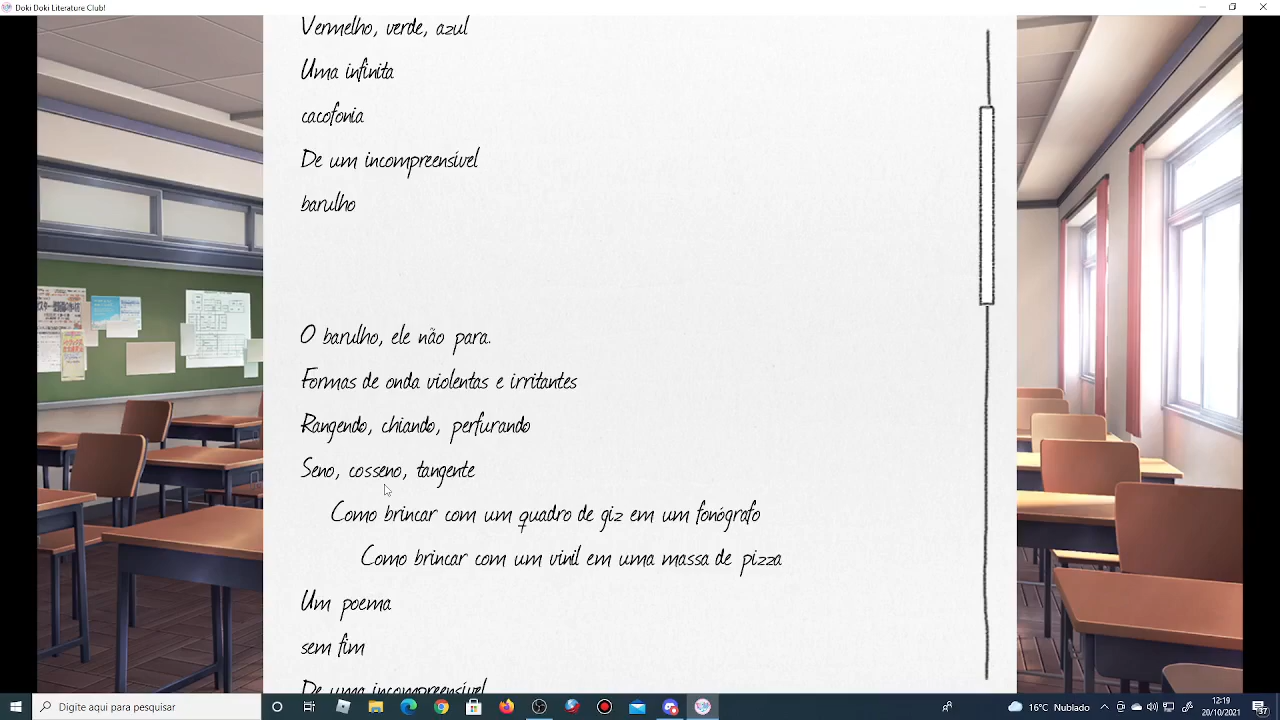 Doki Doki Literature Club!
Vermelho, verde, azul
Uma infinita
cacofonia
De um incompreensível
barulho
O barulho, ele não para.
Formas de onda violentas e irritantes
Rangendo, chiando, perfurando
Seno, cosseno, tangente
Como brincar com um quadro de giz em um fonógrafo
Como brincar com um vinil em uma massa de pizza
Um poema
sem fim
De uma incompreensível
Digite aqui para pesquisar
16°C Nublado
12:19
20/10/2021